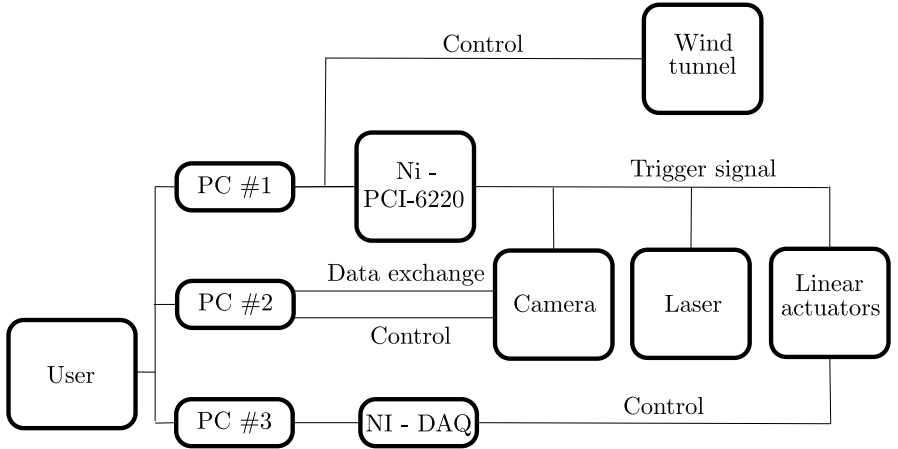 Control
Wind
tunnel
PC #1
Ni -
PCI-6220
Trigger signal
Data exchange
PC #2
Control
Camera
Laser
Linear
actuators
User
PC #3
NI - DAQ
Control